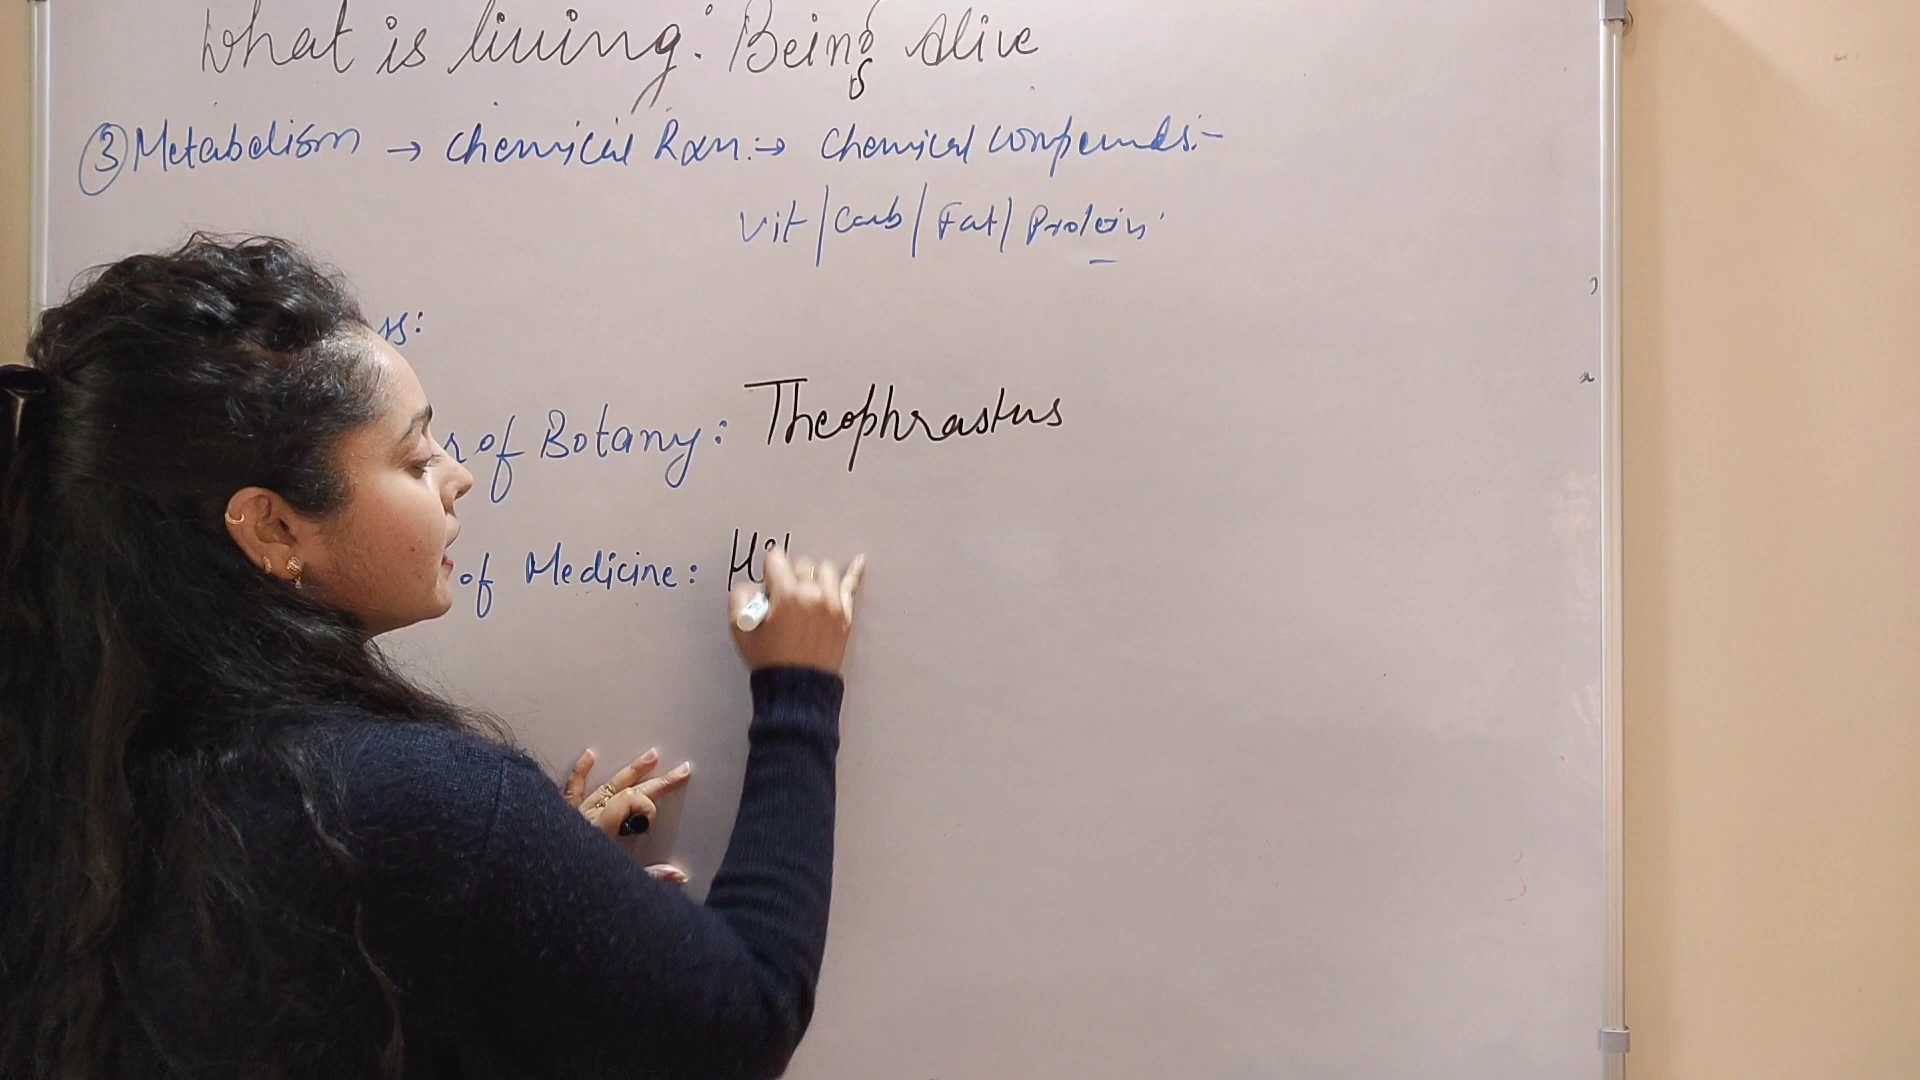 What is living: Being Alive
③ Metabolism → Chemical Rxn. → Chemical compounds:-
Vit/Carb/Fat/Protein
of Botany: Theophrastus
of Medicine: Hi